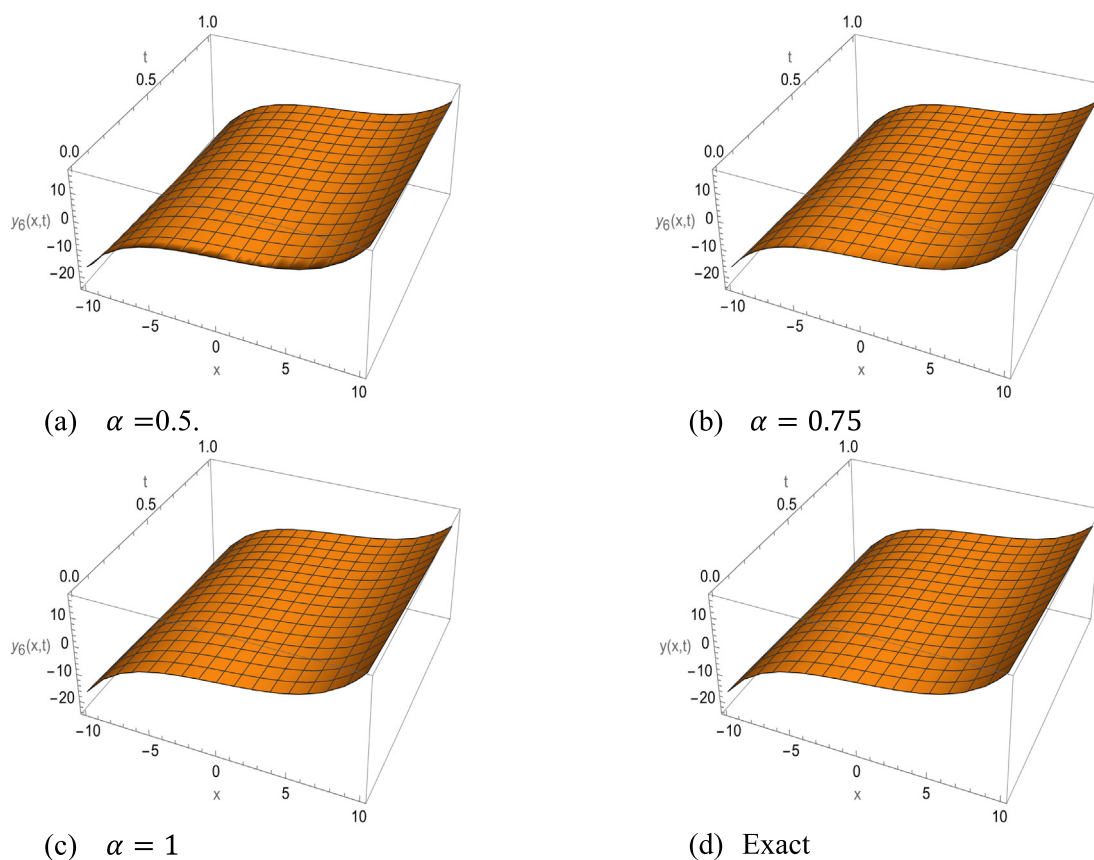 1.0 1.0
t t
0.5 0.5
0.0 0.0
10 10
y₆(x,t) 0 y₆(x,t) 0
−10 −10
−20 −20
−10 −10
−5 −5
0 0
x 5 x 5
10 10
(a) α =0.5. (b) α = 0.75
1.0 1.0
t t
0.5 0.5
0.0 0.0
10 10
y₆(x,t) 0 y(x,t) 0
−10 −10
−20 −20
−10 −10
−5 −5
0 0
x 5 x 5
10 10
(c) α = 1 (d) Exact